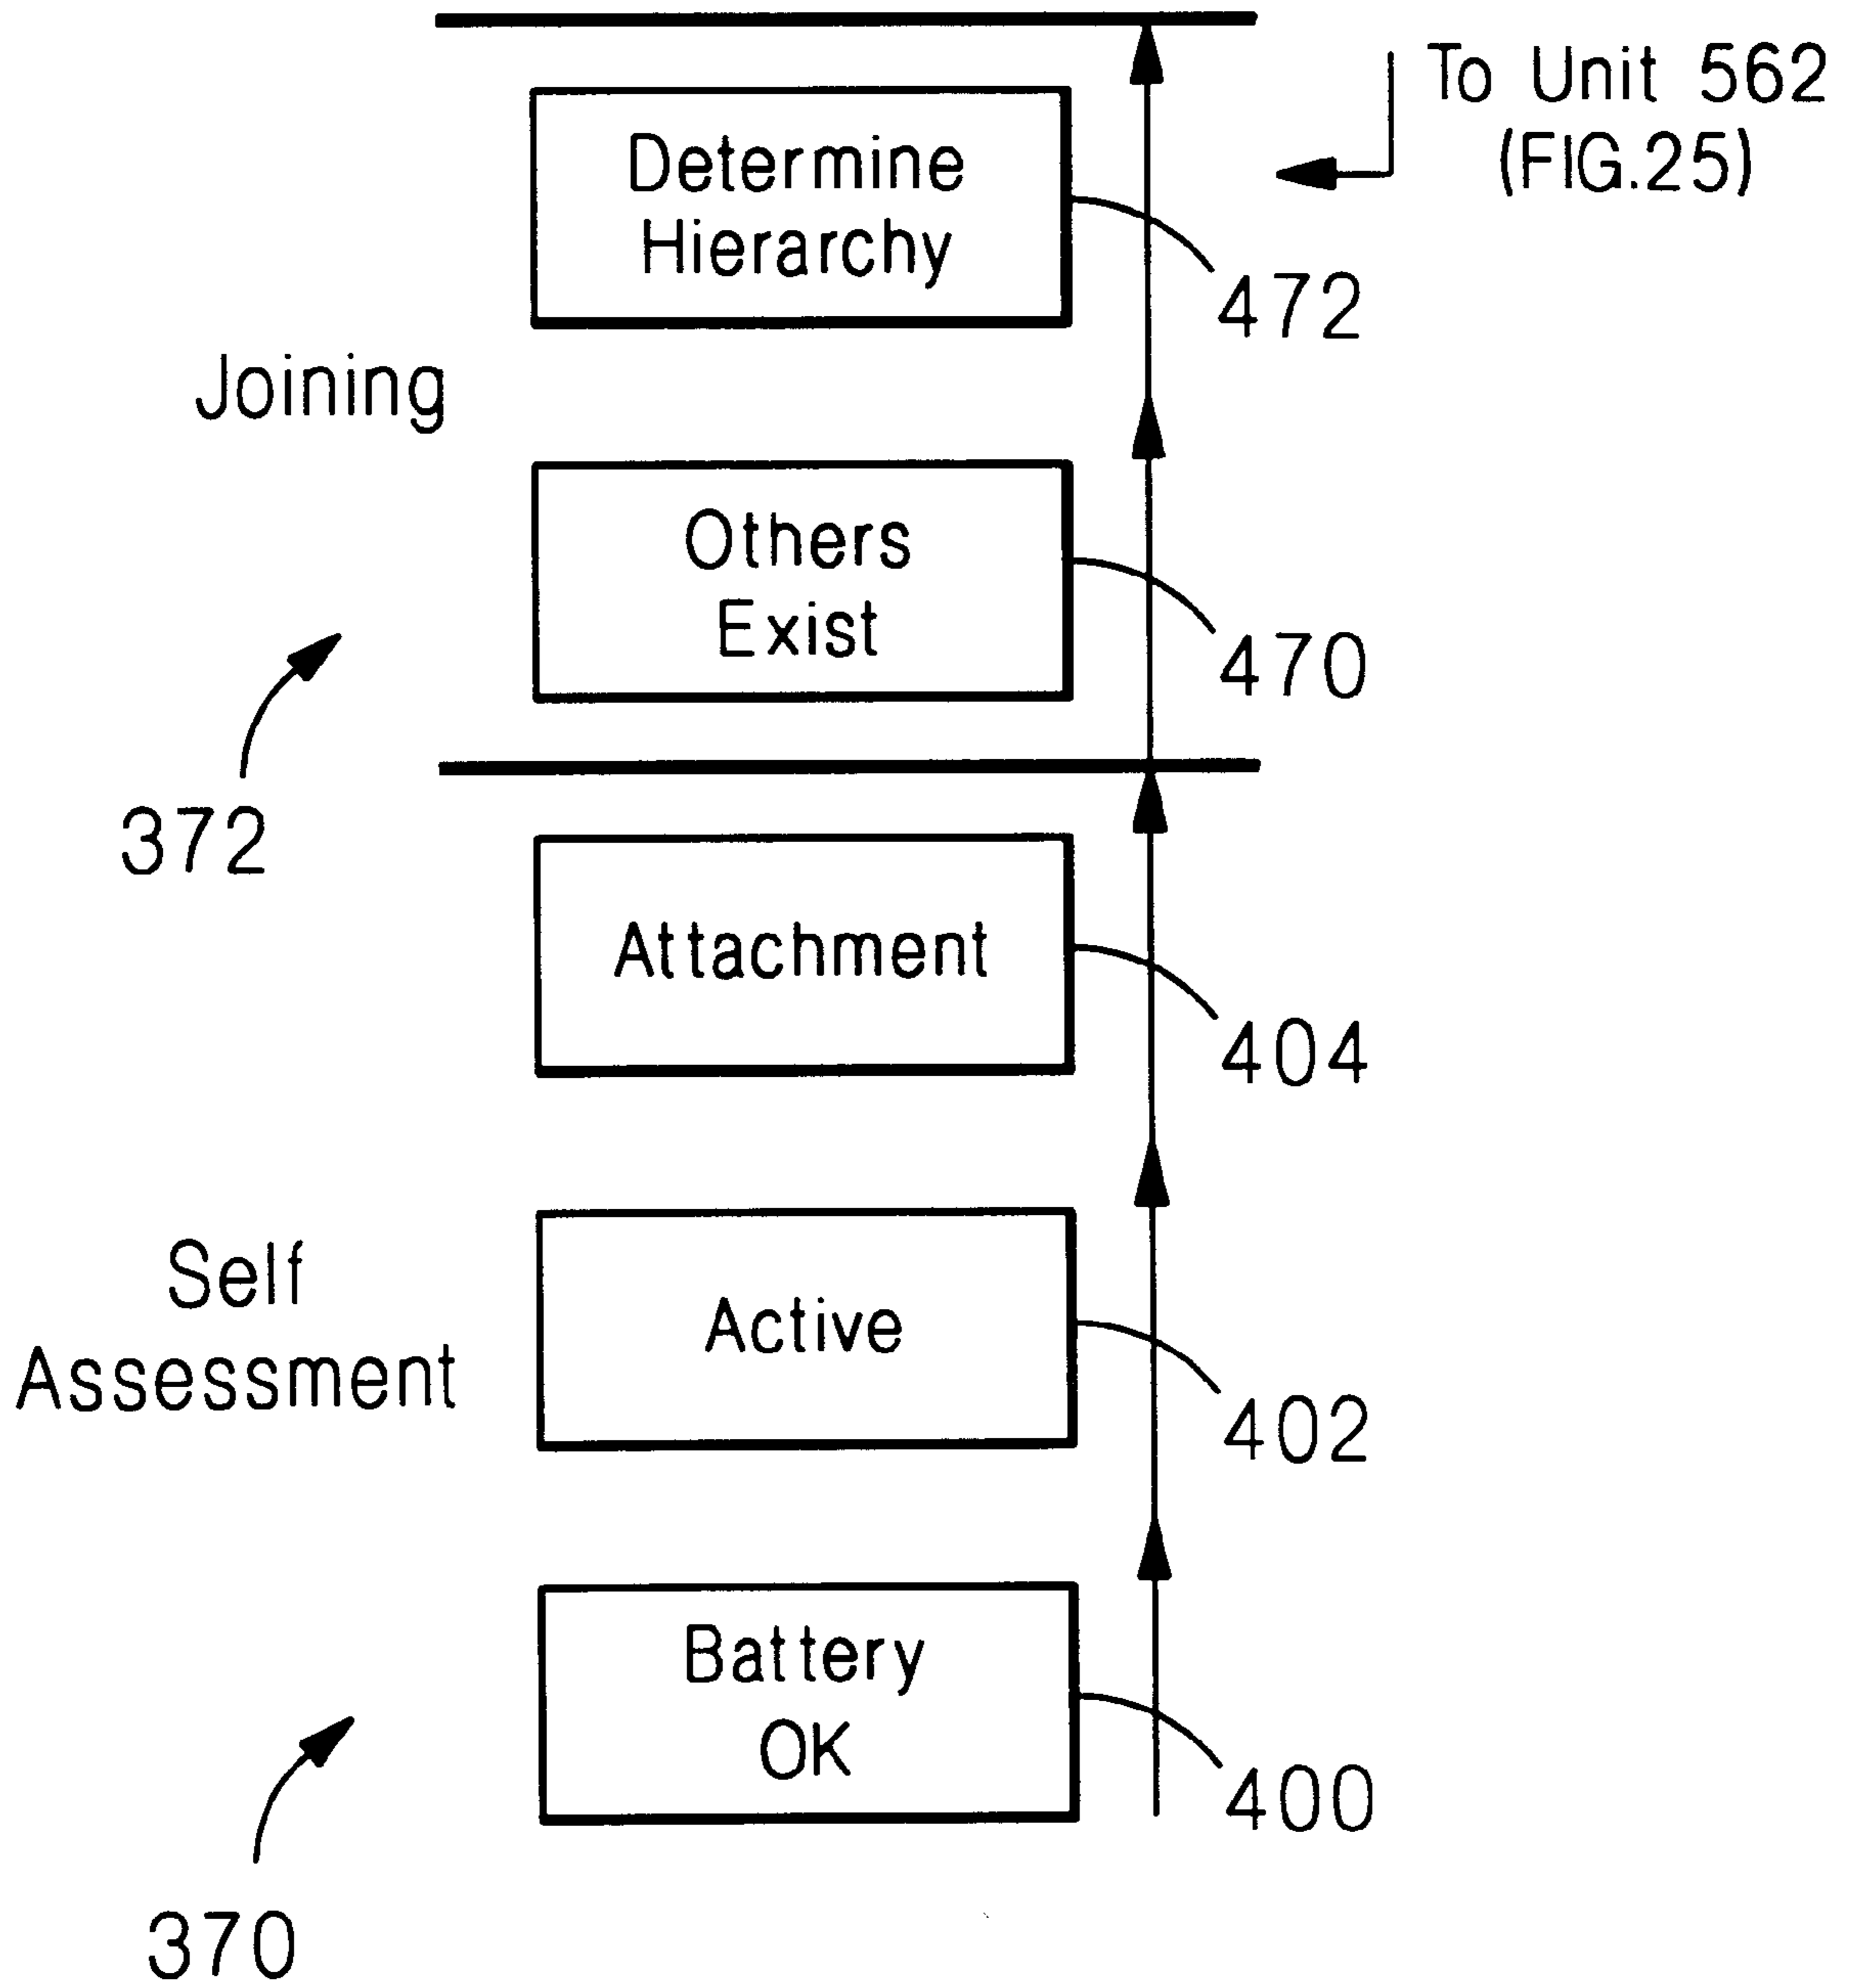 To Unit 562
(FIG.25)
Determine
Hierarchy
472
Joining
Others
Exist
470
372
Attachment
404
Self
Assessment
Active
402
Battery
OK
400
370